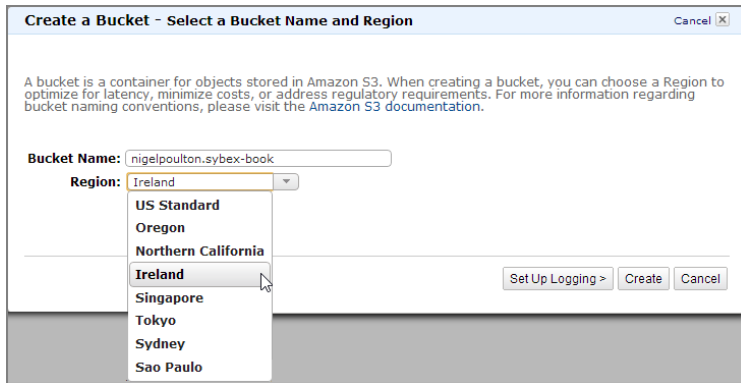 Create a Bucket - Select a Bucket Name and Region
Cancel X
A bucket is a container for objects stored in Amazon S3. When creating a bucket, you can choose a Region to
optimize for latency, minimize costs, or address regulatory requirements. For more information regarding
bucket naming conventions, please visit the Amazon S3 documentation.
Bucket Name: nigelpoulton.sybex-book
Region: Ireland
US Standard
Oregon
Northern California
Ireland
Singapore
Tokyo
Sydney
Sao Paulo
Set Up Logging > Create Cancel